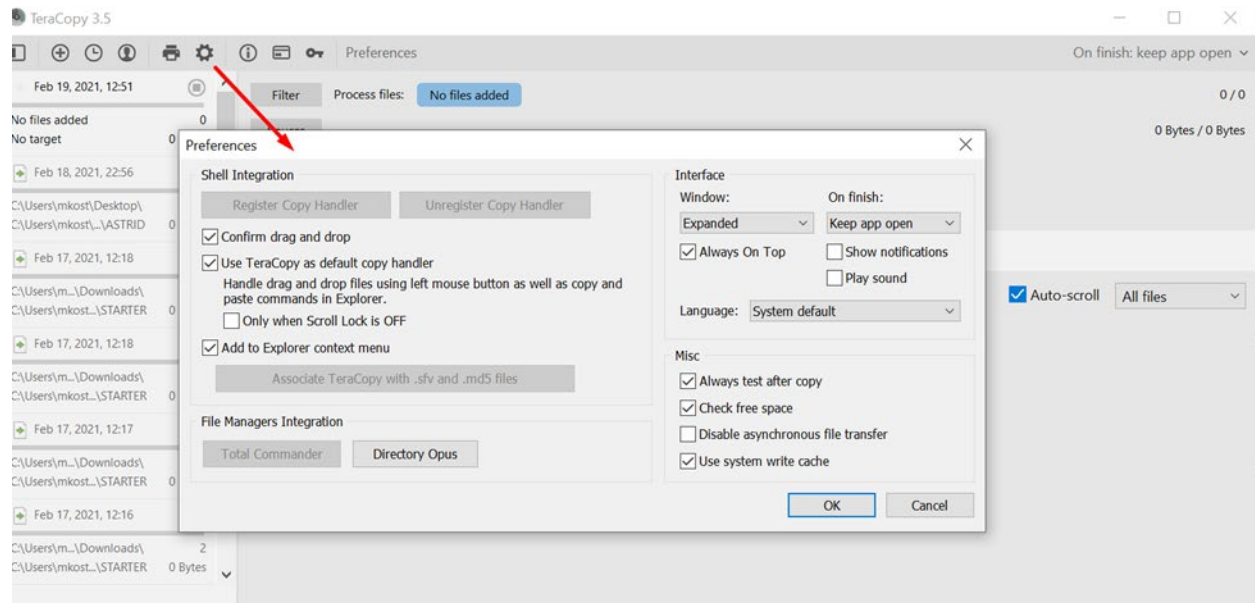 TeraCopy 3.5
Preferences
On finish: keep app open
Feb 19, 2021, 12:51
Filter
Process files:
No files added
0 / 0
No files added 0
No target 0
0 Bytes / 0 Bytes
Feb 18, 2021, 22:56
C:\Users\mkost\Desktop\
C:\Users\mkost\...\ASTRID 0
Feb 17, 2021, 12:18
C:\Users\m...\Downloads\
C:\Users\mkost...\STARTER 0
Feb 17, 2021, 12:18
C:\Users\m...\Downloads\
C:\Users\mkost...\STARTER 0
Feb 17, 2021, 12:17
C:\Users\m...\Downloads\
C:\Users\mkost...\STARTER 0
Feb 17, 2021, 12:16
C:\Users\m...\Downloads\ 2
C:\Users\mkost...\STARTER 0 Bytes
Preferences
Shell Integration
Register Copy Handler
Unregister Copy Handler
Confirm drag and drop
Use TeraCopy as default copy handler
Handle drag and drop files using left mouse button as well as copy and
paste commands in Explorer.
Only when Scroll Lock is OFF
Add to Explorer context menu
Associate TeraCopy with .sfv and .md5 files
File Managers Integration
Total Commander
Directory Opus
Interface
Window: On finish:
Expanded Keep app open
Always On Top Show notifications
Play sound
Language: System default
Misc
Always test after copy
Check free space
Disable asynchronous file transfer
Use system write cache
OK Cancel
Auto-scroll All files